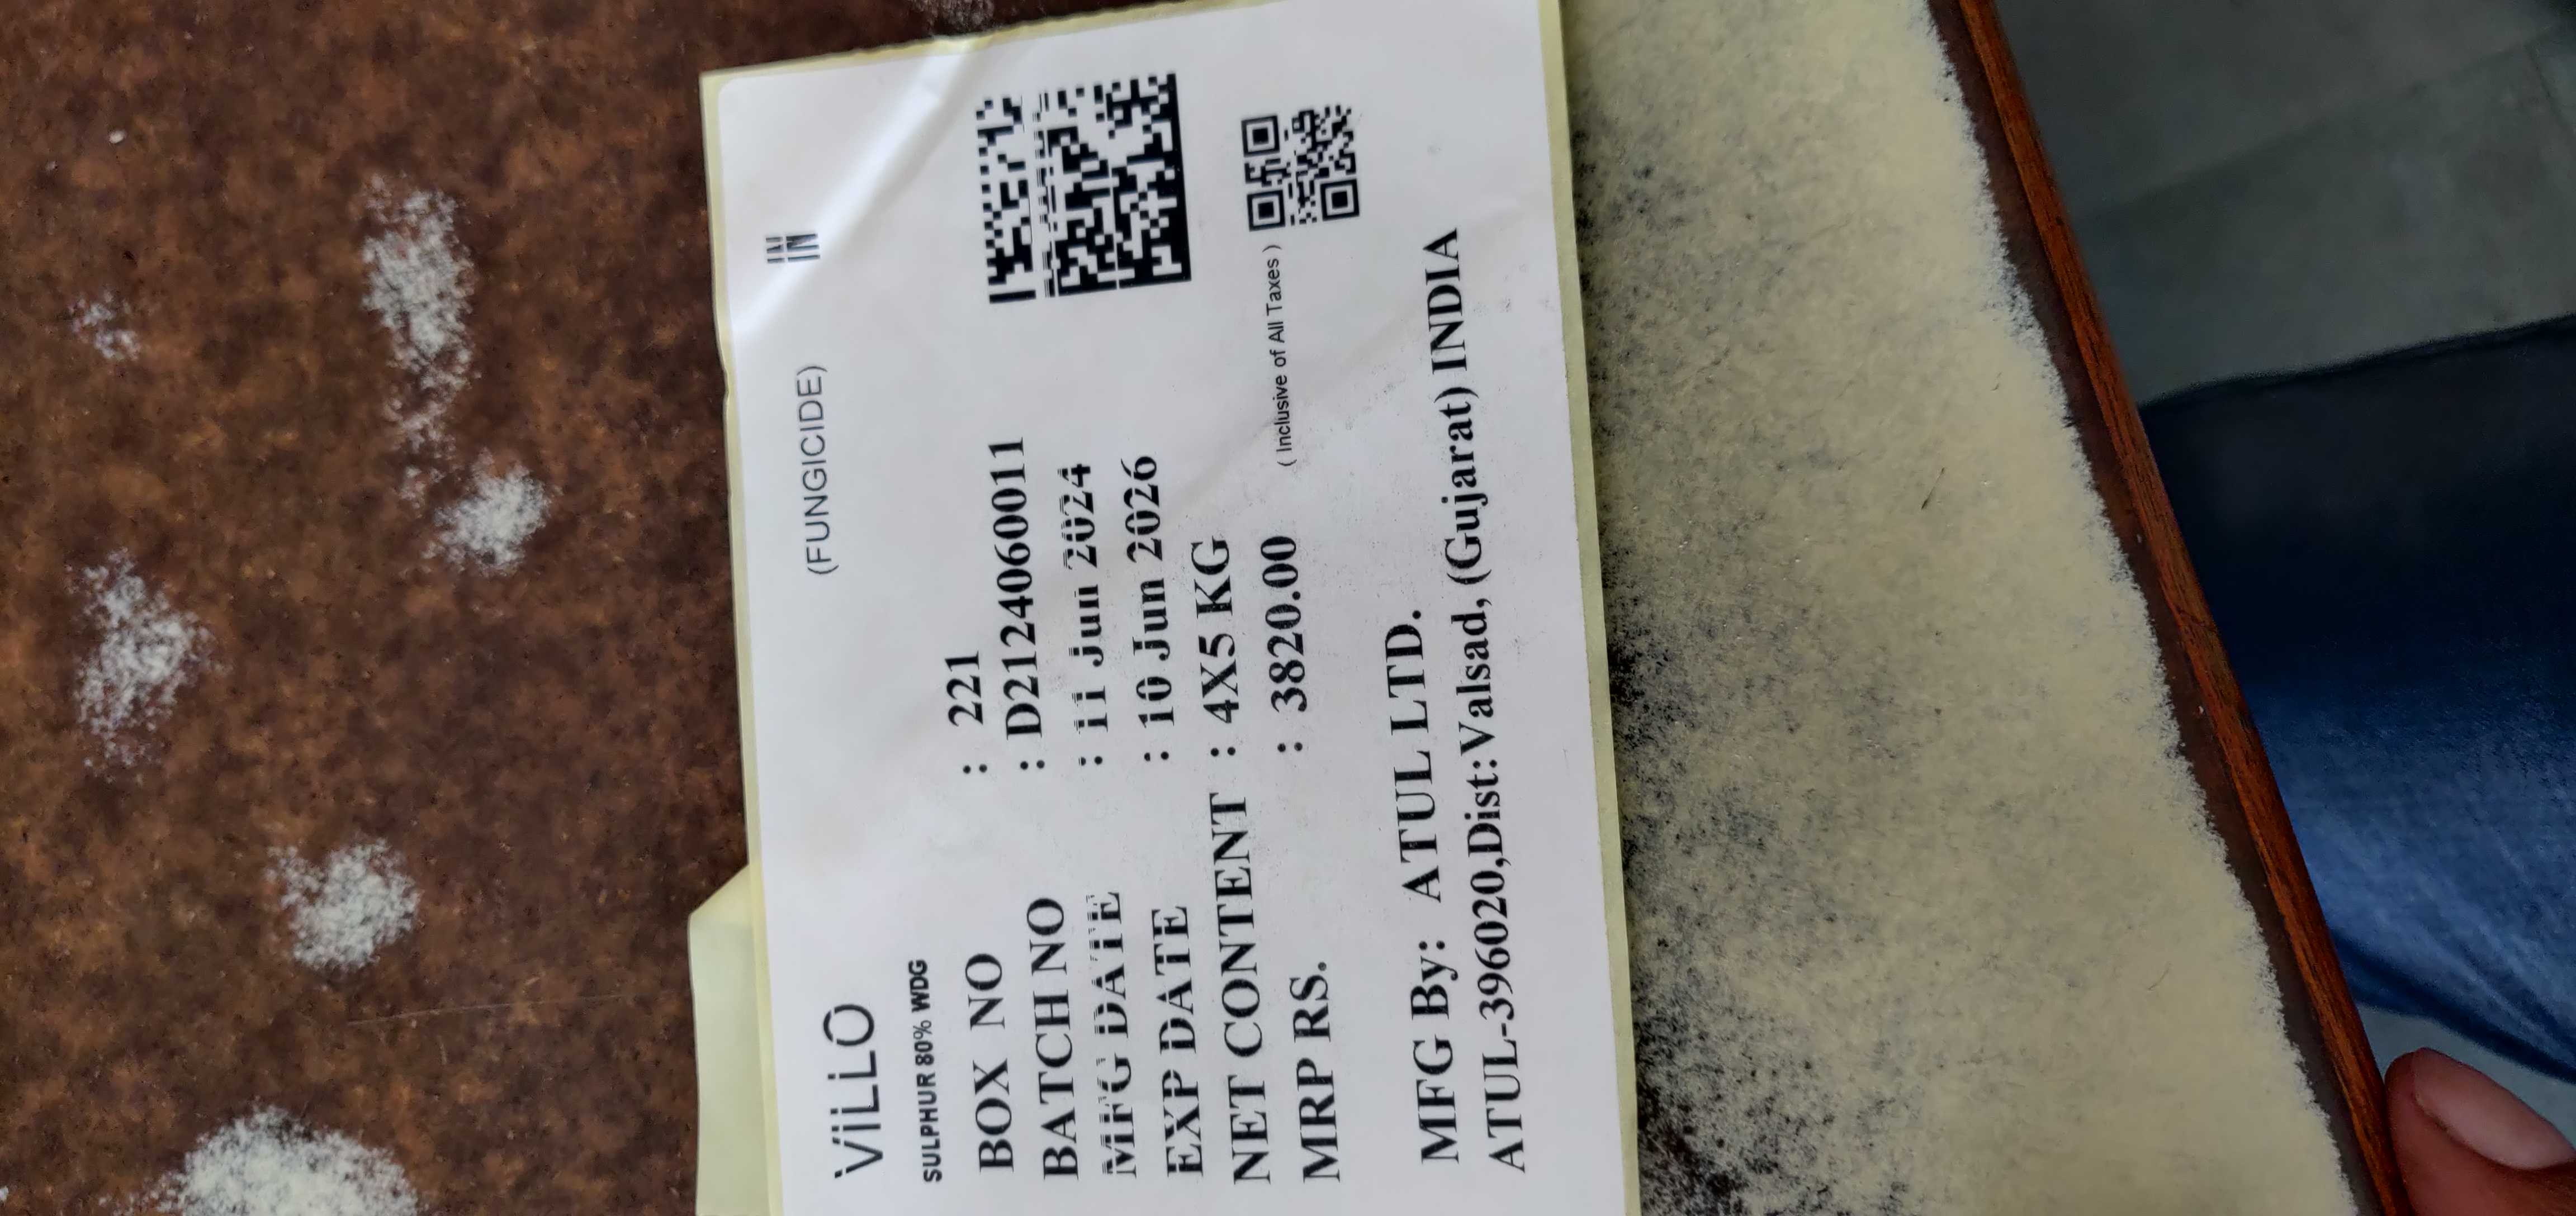 ViLLO (FUNGICIDE) IN
SULPHUR 80% WDG
BOX NO : 221
BATCH NO : D2124060011
MFG DATE : 11 Jun 2024
EXP DATE : 10 Jun 2026
NET CONTENT : 4X5 KG
MRP RS. : 3820.00 ( Inclusive of All Taxes )
MFG By: ATUL LTD.
ATUL-396020,Dist:Valsad, (Gujarat) INDIA